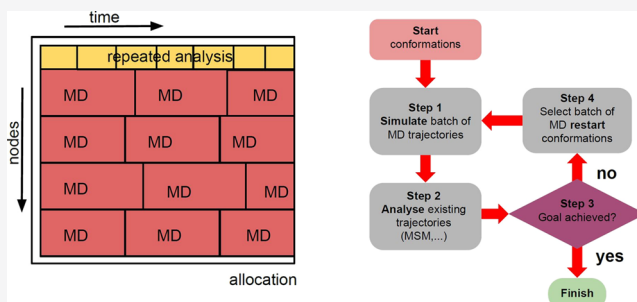 time
nodes
repeated analysis
MD MD MD
MD MD MD
MD MD MD
MD MD MD
allocation
Start
conformations
Step 1
Simulate batch of
MD trajectories
Step 2
Analyse existing
trajectories
(MSM,...)
Step 3
Goal achieved?
Step 4
Select batch of
MD restart
conformations
no
yes
Finish